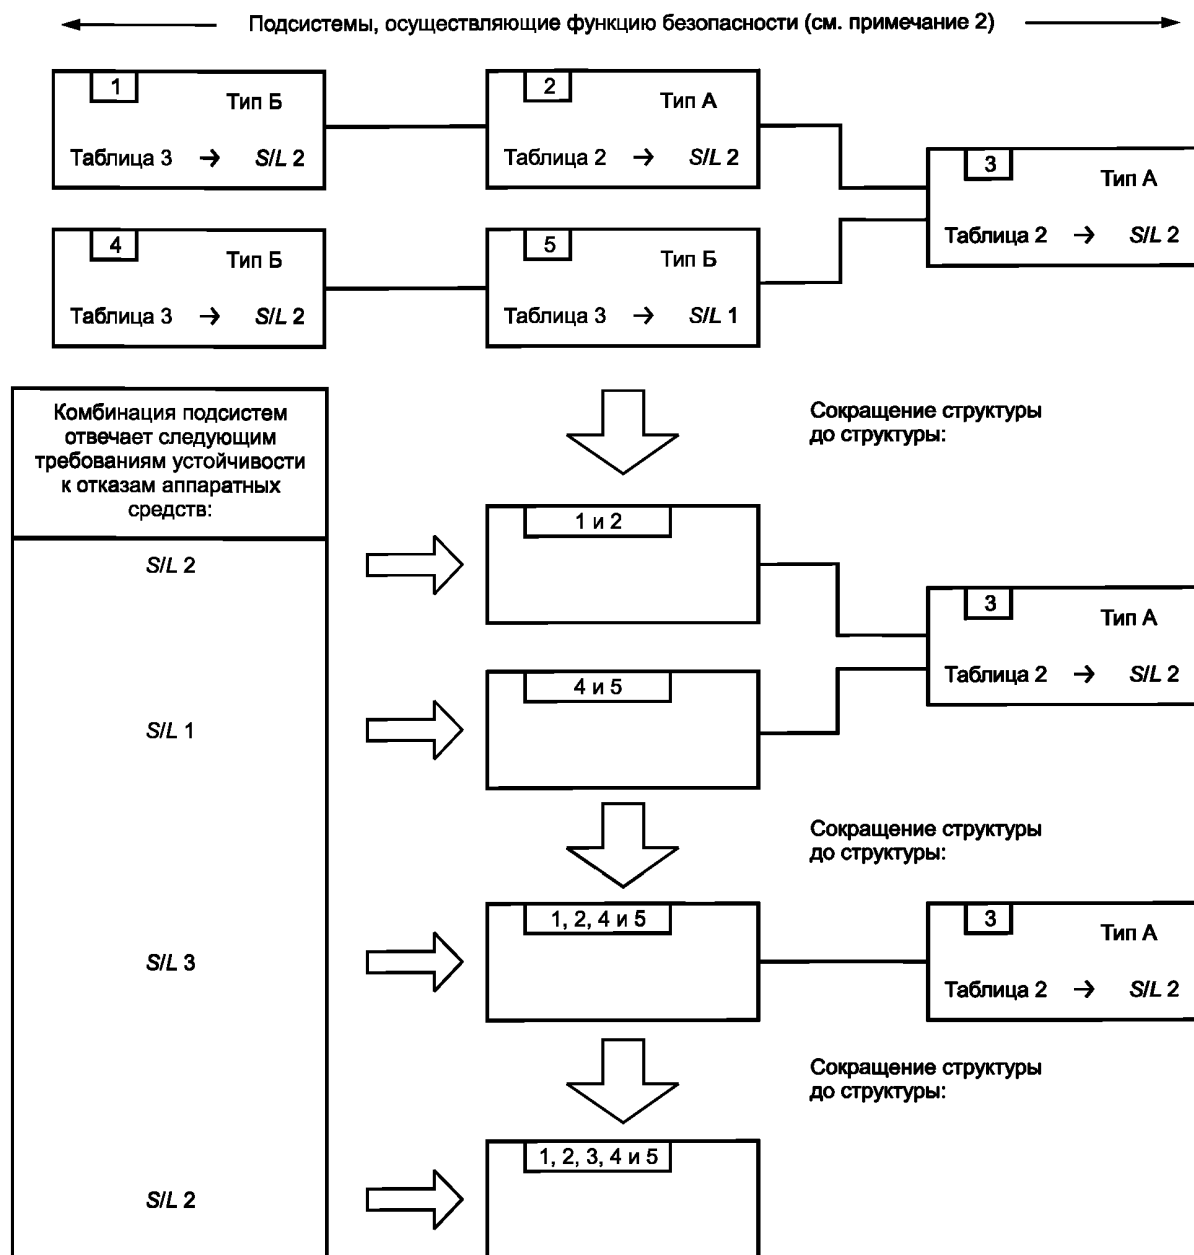 Подсистемы, осуществляющие функцию безопасности (см. примечание 2)
1
Тип Б
Таблица 3 → SIL 2
2
Тип А
Таблица 2 → SIL 2
3
Тип А
Таблица 2 → SIL 2
4
Тип Б
Таблица 3 → SIL 2
5
Тип Б
Таблица 3 → SIL 1
Комбинация подсистем
отвечает следующим
требованиям устойчивости
к отказам аппаратных
средств:
Сокращение структуры
до структуры:
SIL 2
1 и 2
3
Тип А
Таблица 2 → SIL 2
SIL 1
4 и 5
Сокращение структуры
до структуры:
SIL 3
1, 2, 4 и 5
3
Тип А
Таблица 2 → SIL 2
Сокращение структуры
до структуры:
SIL 2
1, 2, 3, 4 и 5